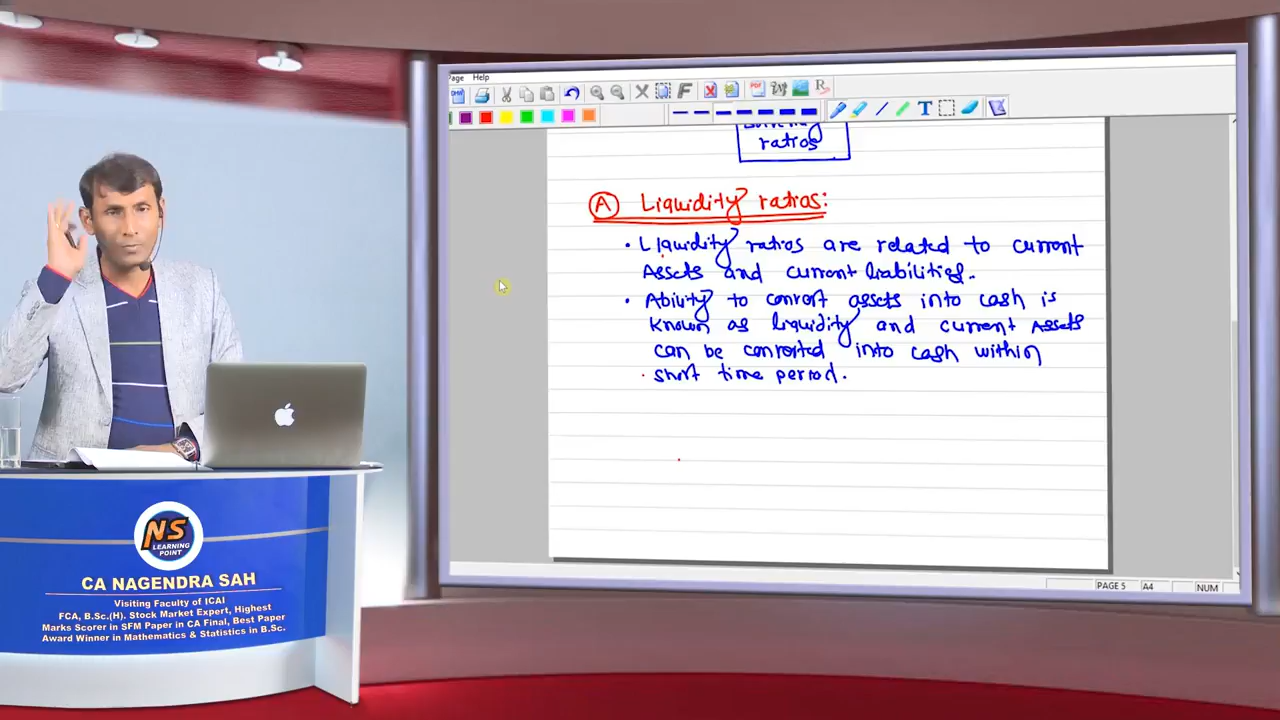 Page Help
T
ratios
A Liquidity ratios:
• Liquidity ratios are related to current
Assets and current liabilities.
• Ability to convert assets into cash is
known as liquidity and current Assets
can be converted into cash within
short time period.
PAGE 5 A4 NUM
NS
LEARNING
POINT
CA NAGENDRA SAH
Visiting Faculty of ICAI
FCA, B.Sc.(H). Stock Market Expert, Highest
Marks Scorer in SFM Paper in CA Final, Best Paper
Award Winner in Mathematics & Statistics in B.Sc.